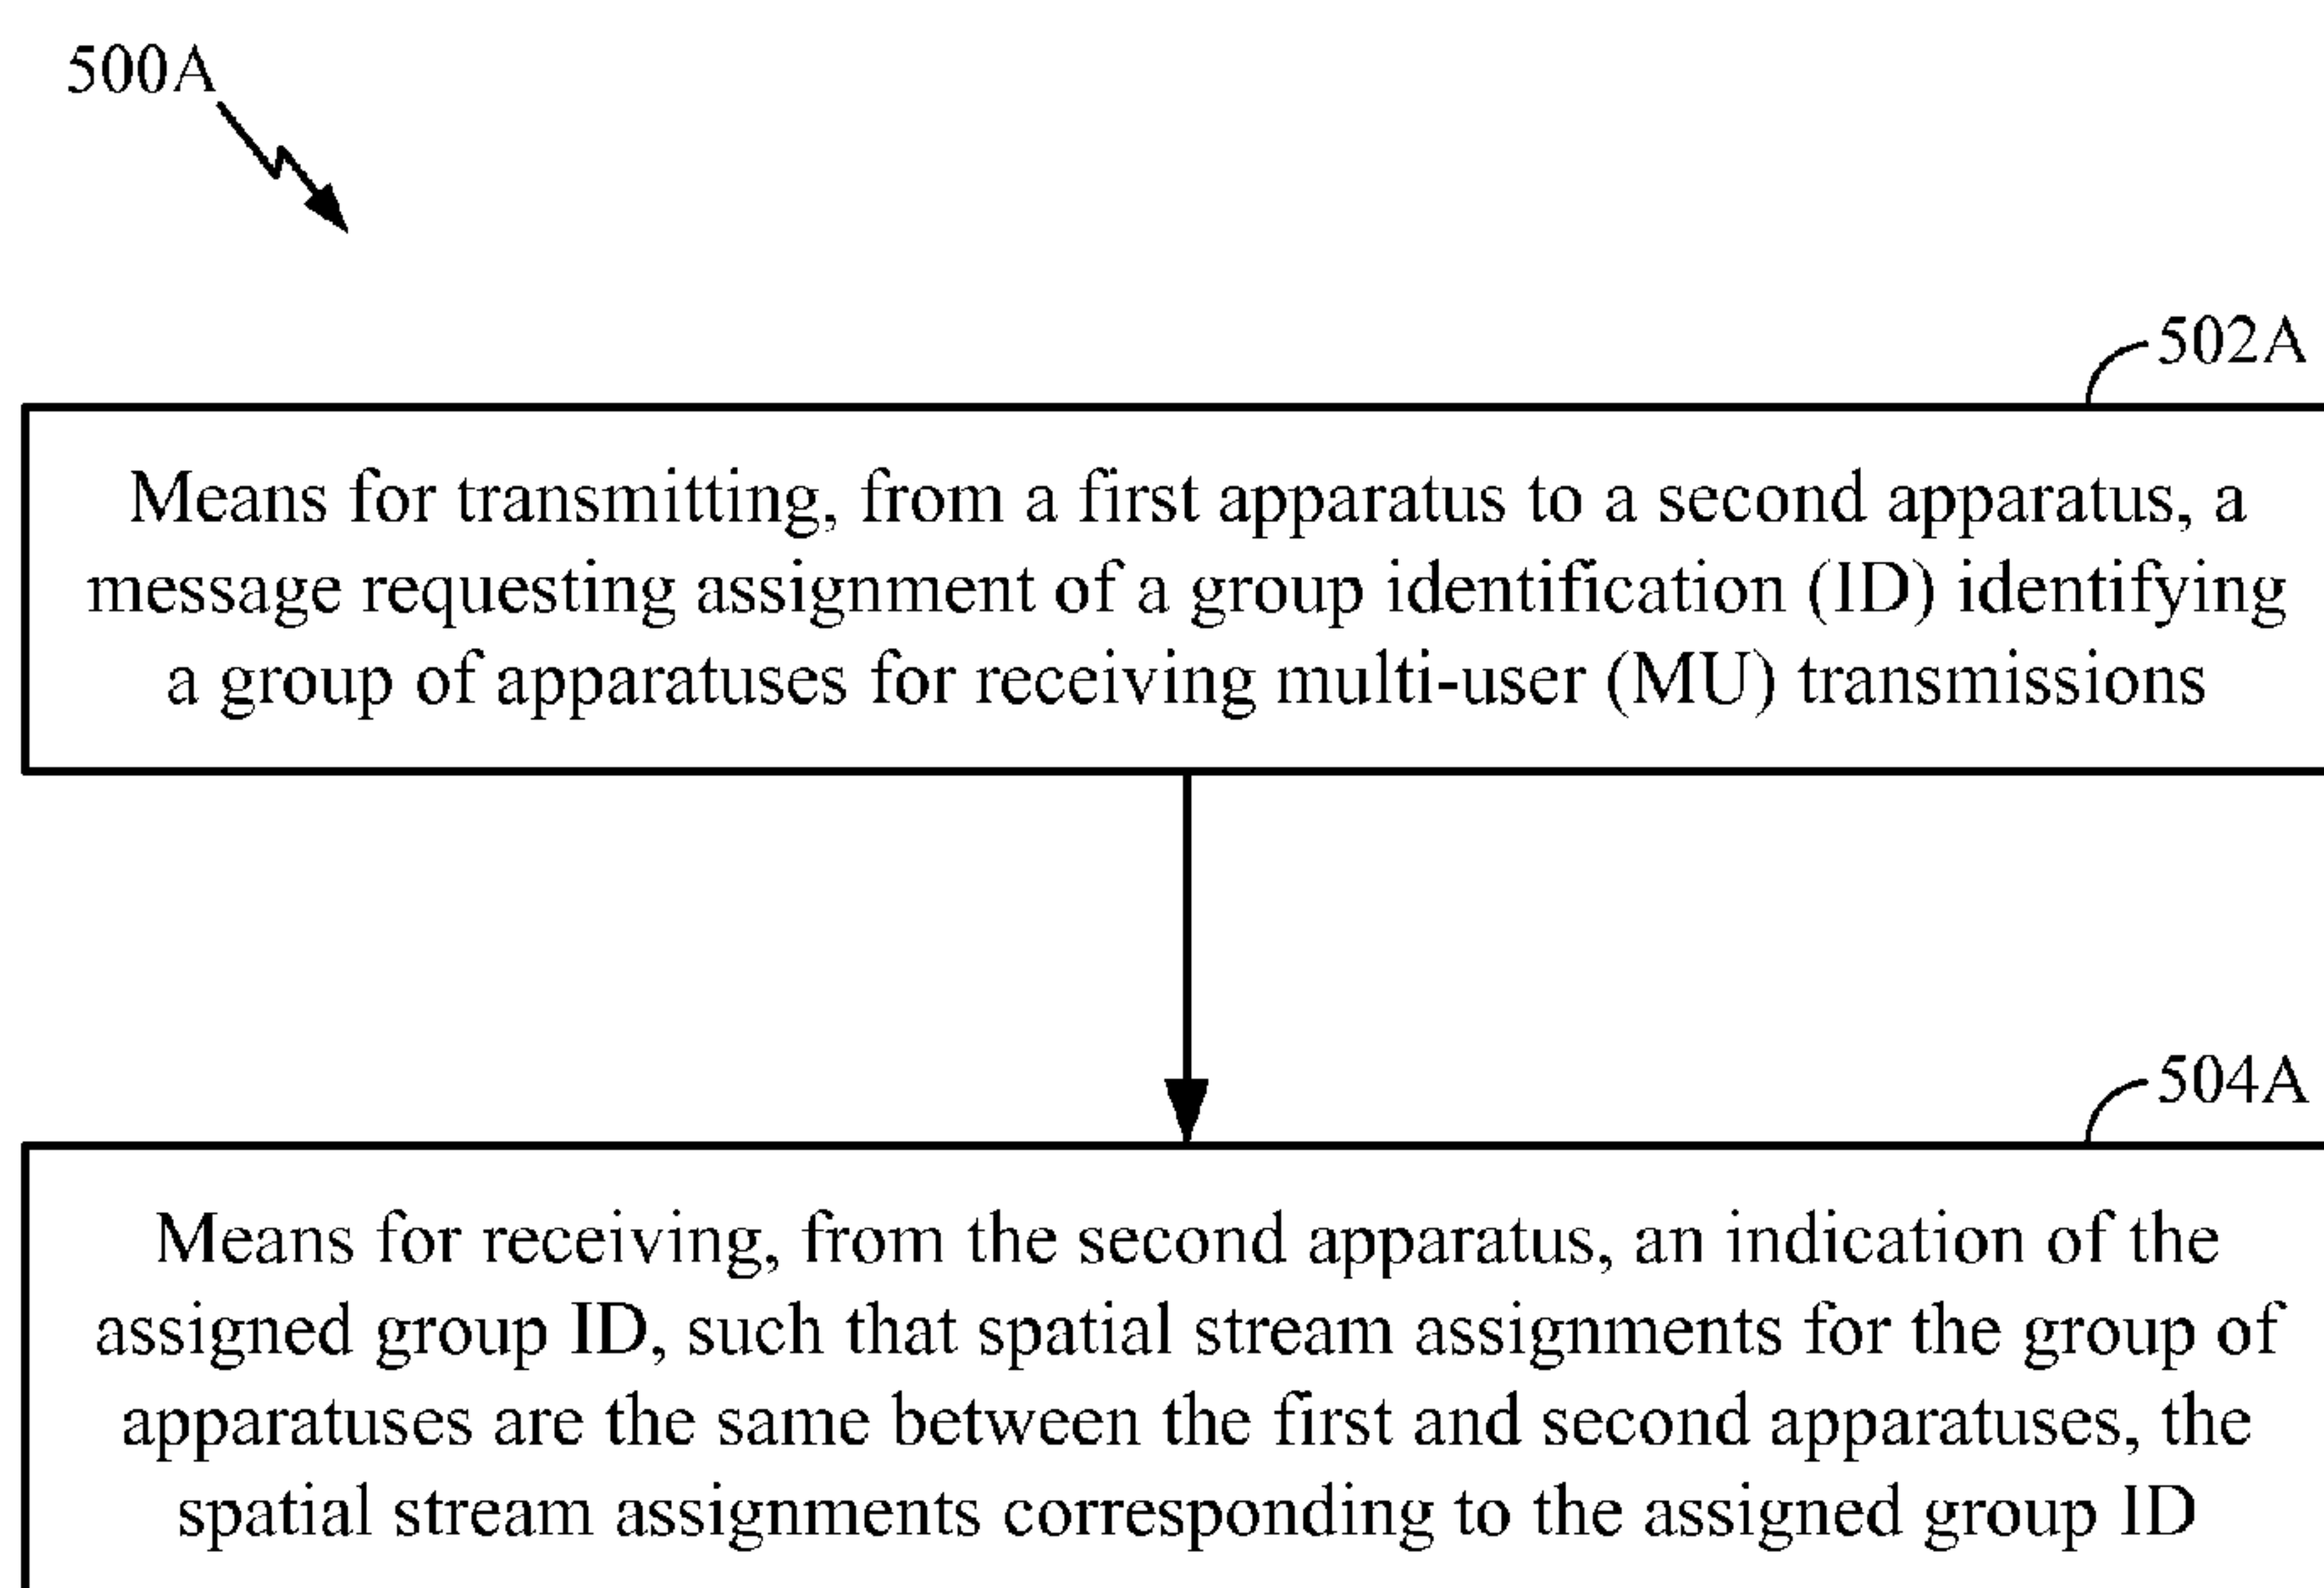 500A
502A
Means for transmitting, from a first apparatus to a second apparatus, a
message requesting assignment of a group identification (ID) identifying
a group of apparatuses for receiving multi-user (MU) transmissions
504A
Means for receiving, from the second apparatus, an indication of the
assigned group ID, such that spatial stream assignments for the group of
apparatuses are the same between the first and second apparatuses, the
spatial stream assignments corresponding to the assigned group ID